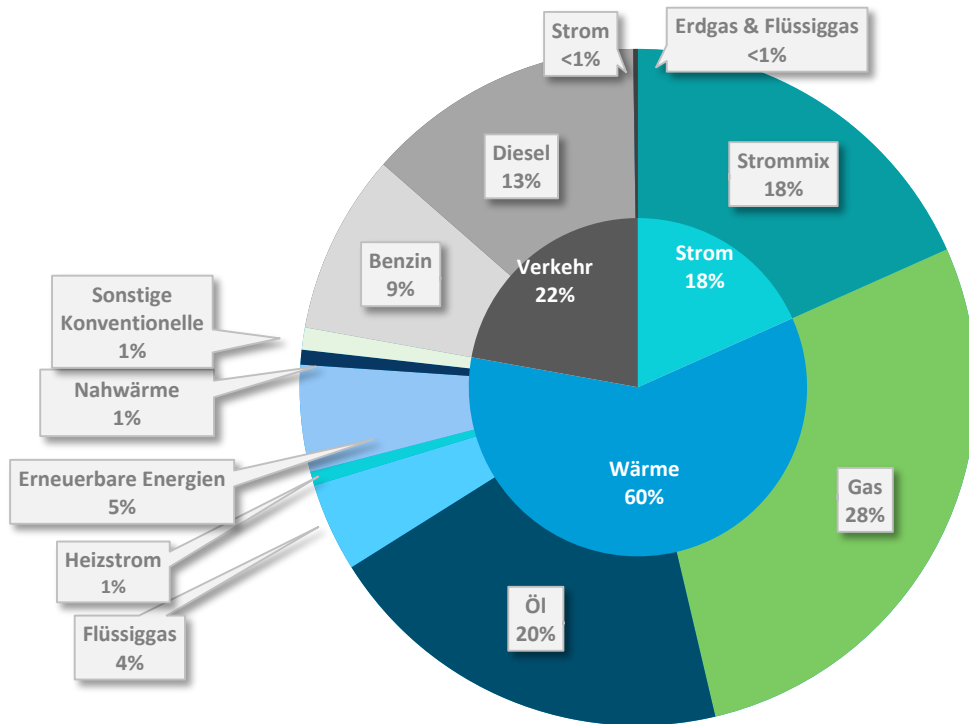 Strom
<1%
Erdgas & Flüssiggas
<1%
Diesel
13%
Strommix
18%
Benzin
9%
Verkehr
22%
Strom
18%
Sonstige
Konventionelle
1%
Nahwärme
1%
Erneuerbare Energien
5%
Wärme
60%
Gas
28%
Heizstrom
1%
Öl
20%
Flüssiggas
4%